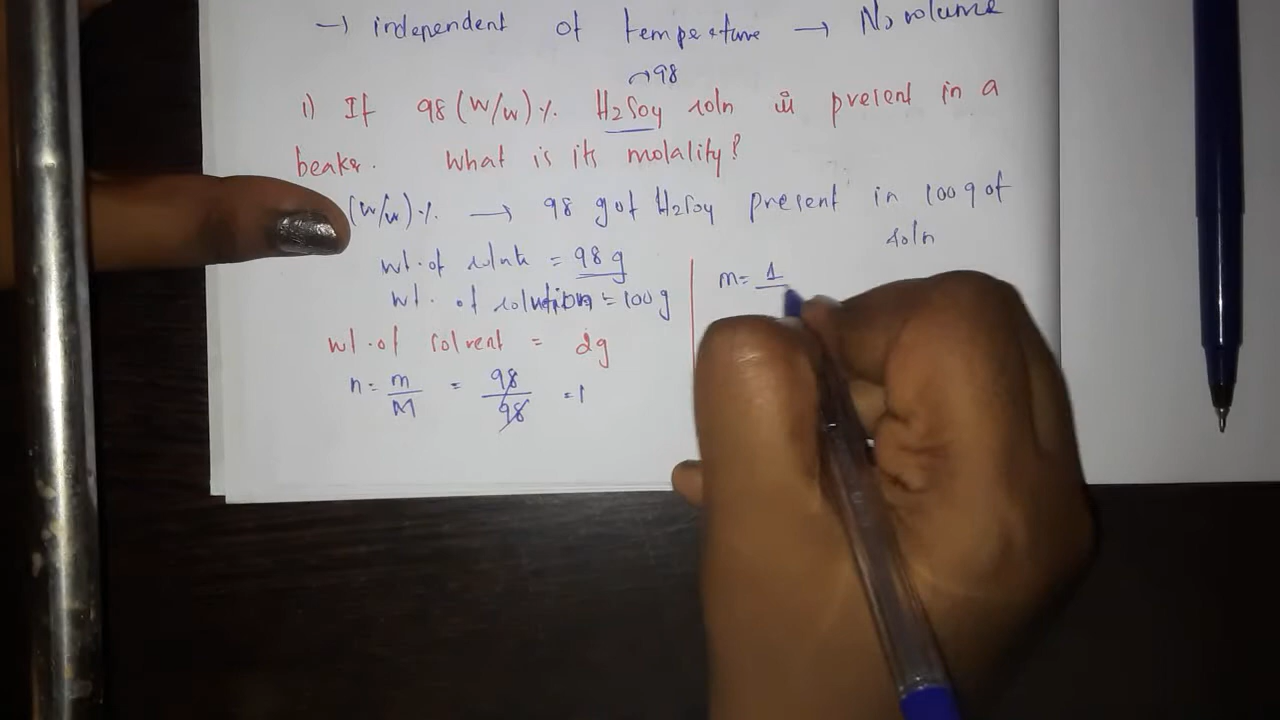 → independent of temperature → No volume
→98
1) If 98 (w/w) % H2SO4 soln is present in a
beaker. What is its molality?
(w/w) % → 98 g of H2SO4 present in 100 g of
soln
wt. of solute = 98 g
wt. of solution = 100 g
wt. of solvent = 2g
n = m/M = 98/98 = 1
m = 1